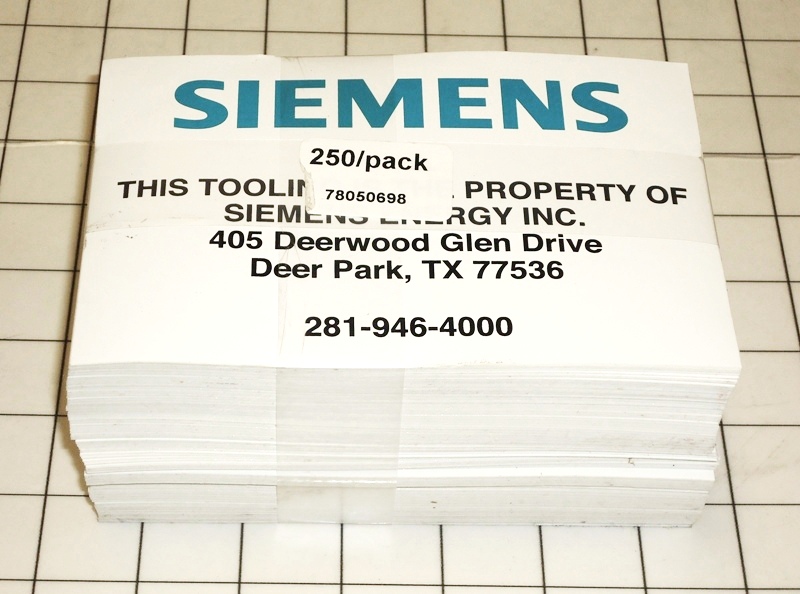 SIEMENS
250/pack
78050698
THIS PROPERTY OF
SIEMENS ENERGY INC.
405 Deerwood Glen Drive
Deer Park, TX 77536
281-946-4000